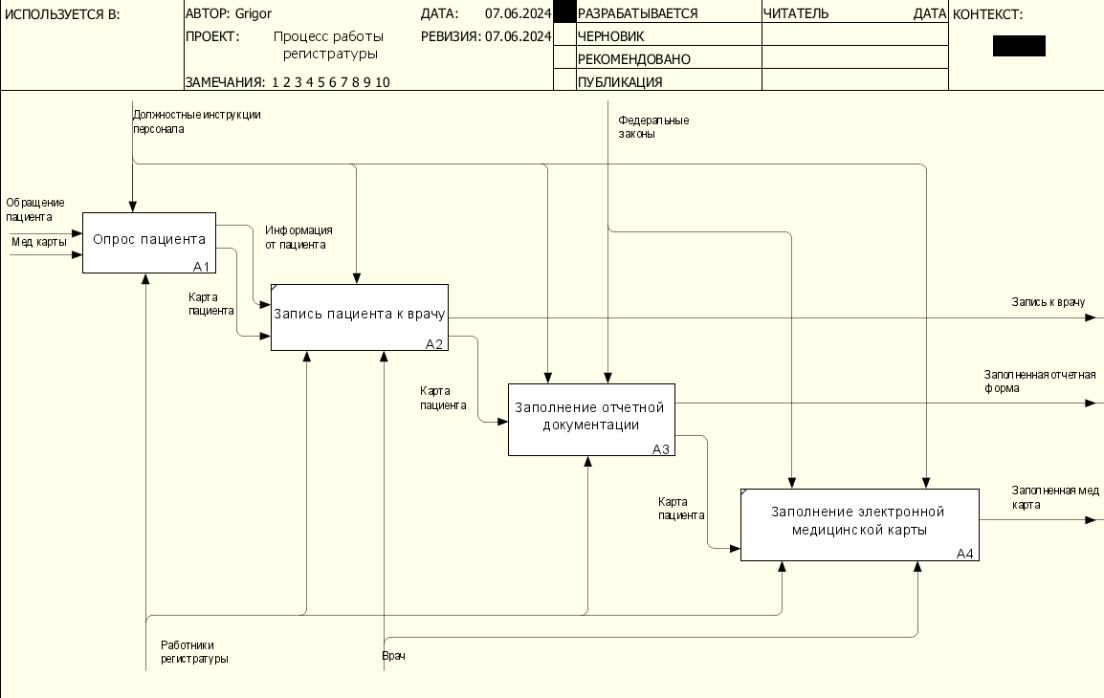 ИСПОЛЬЗУЕТСЯ В:
АВТОР: Grigor
ДАТА: 07.06.2024
ПРОЕКТ: Процесс работы
регистратуры
РЕВИЗИЯ: 07.06.2024
ЗАМЕЧАНИЯ: 1 2 3 4 5 6 7 8 9 10
РАЗРАБАТЫВАЕТСЯ
ЧЕРНОВИК
РЕКОМЕНДОВАНО
ПУБЛИКАЦИЯ
ЧИТАТЕЛЬ
ДАТА
КОНТЕКСТ:
Должностные инструкции
персонала
Федеральные
законы
Обращение
пациента
Мед карты
Опрос пациента
A1
Информация
от пациента
Карта
пациента
Запись пациента к врачу
A2
Запись к врачу
Карта
пациента
Заполнение отчетной
документации
A3
Заполненная отчетная
форма
Карта
пациента
Заполнение электронной
медицинской карты
A4
Заполненная мед
карта
Работники
регистратуры
Врач